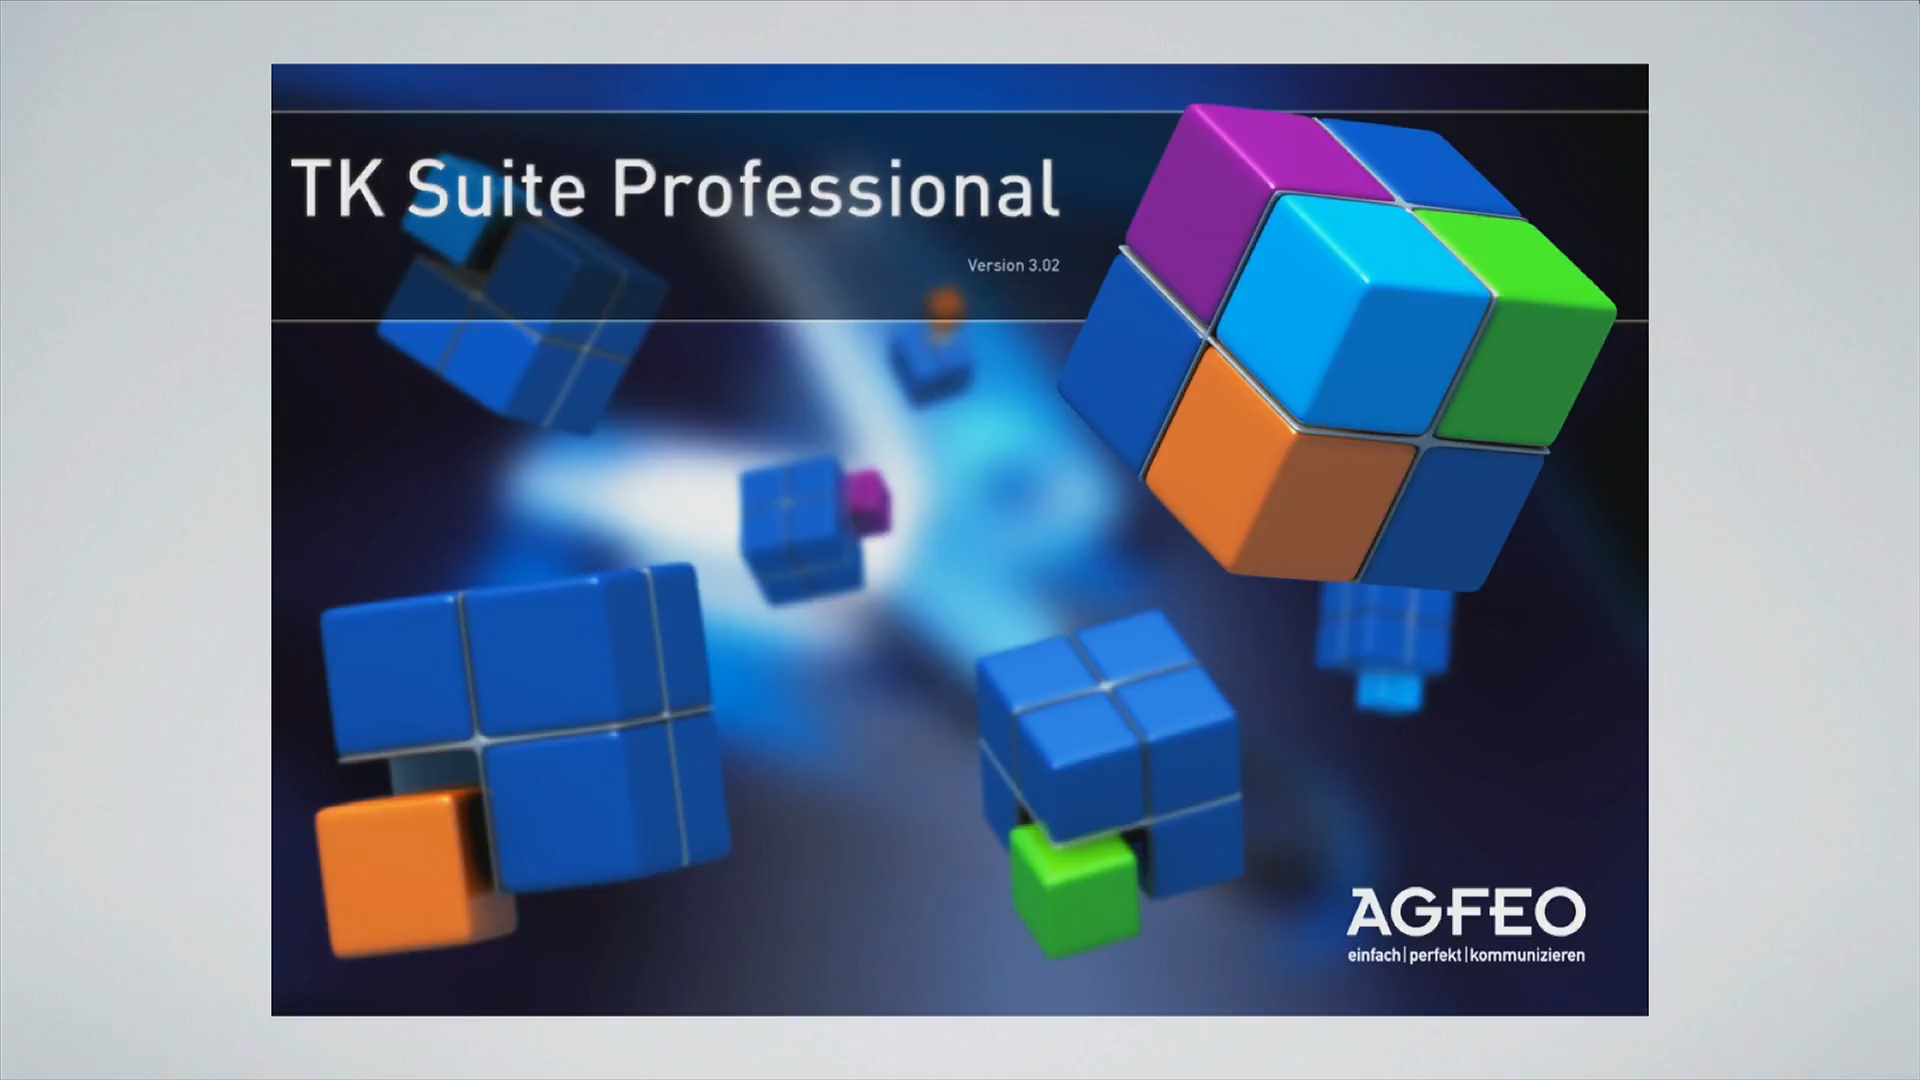 TK Suite Professional
Version 3.02
AGFEO
einfach|perfekt|kommunizieren